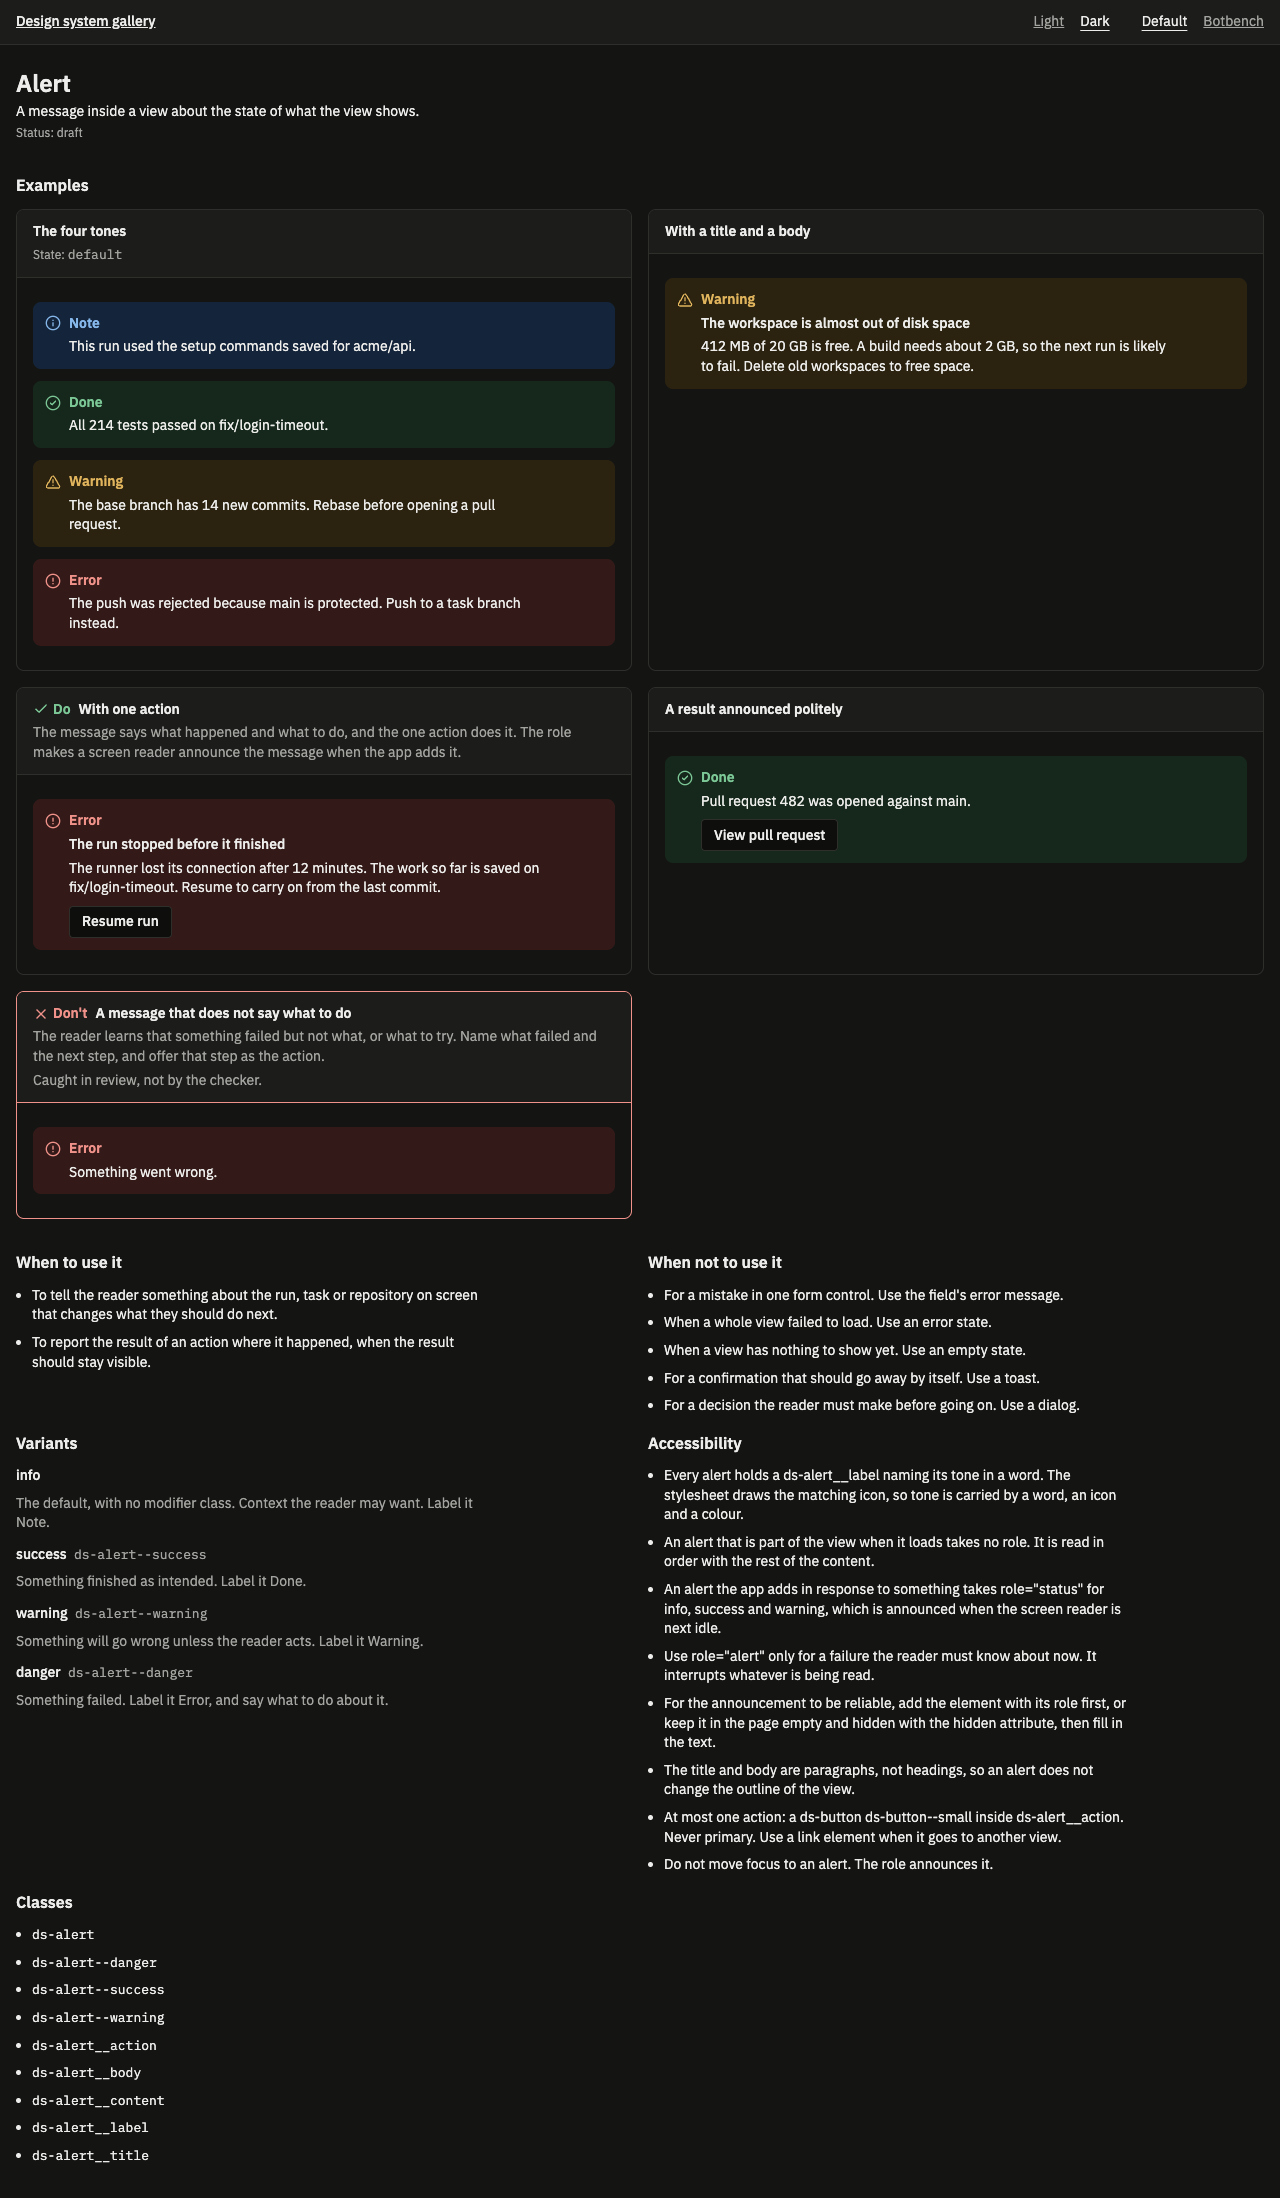 Design system gallery
Light Dark Default Botbench
Alert
A message inside a view about the state of what the view shows.
Status: draft
Examples
The four tones
State: default
Note
This run used the setup commands saved for acme/api.
Done
All 214 tests passed on fix/login-timeout.
Warning
The base branch has 14 new commits. Rebase before opening a pull
request.
Error
The push was rejected because main is protected. Push to a task branch
instead.
With a title and a body
Warning
The workspace is almost out of disk space
412 MB of 20 GB is free. A build needs about 2 GB, so the next run is likely
to fail. Delete old workspaces to free space.
Do With one action
The message says what happened and what to do, and the one action does it. The role
makes a screen reader announce the message when the app adds it.
Error
The run stopped before it finished
The runner lost its connection after 12 minutes. The work so far is saved on
fix/login-timeout. Resume to carry on from the last commit.
Resume run
A result announced politely
Done
Pull request 482 was opened against main.
View pull request
Don't A message that does not say what to do
The reader learns that something failed but not what, or what to try. Name what failed and
the next step, and offer that step as the action.
Caught in review, not by the checker.
Error
Something went wrong.
When to use it
To tell the reader something about the run, task or repository on screen
that changes what they should do next.
To report the result of an action where it happened, when the result
should stay visible.
When not to use it
For a mistake in one form control. Use the field's error message.
When a whole view failed to load. Use an error state.
When a view has nothing to show yet. Use an empty state.
For a confirmation that should go away by itself. Use a toast.
For a decision the reader must make before going on. Use a dialog.
Variants
info
The default, with no modifier class. Context the reader may want. Label it
Note.
success ds-alert--success
Something finished as intended. Label it Done.
warning ds-alert--warning
Something will go wrong unless the reader acts. Label it Warning.
danger ds-alert--danger
Something failed. Label it Error, and say what to do about it.
Accessibility
Every alert holds a ds-alert__label naming its tone in a word. The
stylesheet draws the matching icon, so tone is carried by a word, an icon
and a colour.
An alert that is part of the view when it loads takes no role. It is read in
order with the rest of the content.
An alert the app adds in response to something takes role="status" for
info, success and warning, which is announced when the screen reader is
next idle.
Use role="alert" only for a failure the reader must know about now. It
interrupts whatever is being read.
For the announcement to be reliable, add the element with its role first, or
keep it in the page empty and hidden with the hidden attribute, then fill in
the text.
The title and body are paragraphs, not headings, so an alert does not
change the outline of the view.
At most one action: a ds-button ds-button--small inside ds-alert__action.
Never primary. Use a link element when it goes to another view.
Do not move focus to an alert. The role announces it.
Classes
ds-alert
ds-alert--danger
ds-alert--success
ds-alert--warning
ds-alert__action
ds-alert__body
ds-alert__content
ds-alert__label
ds-alert__title